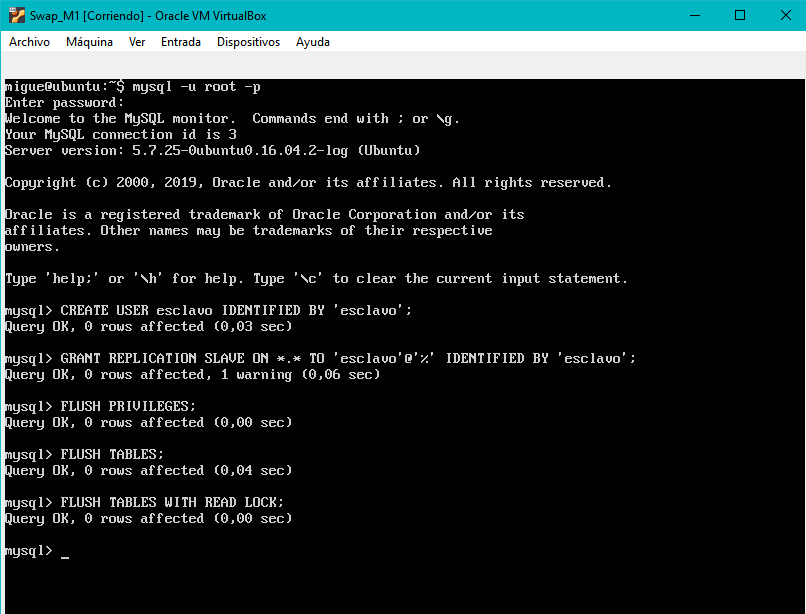 Swap_M1 [Corriendo] - Oracle VM VirtualBox
Archivo Máquina Ver Entrada Dispositivos Ayuda
migue@ubuntu:~$ mysql -u root -p
Enter password:
Welcome to the MySQL monitor.  Commands end with ; or \g.
Your MySQL connection id is 3
Server version: 5.7.25-0ubuntu0.16.04.2-log (Ubuntu)
Copyright (c) 2000, 2019, Oracle and/or its affiliates. All rights reserved.
Oracle is a registered trademark of Oracle Corporation and/or its
affiliates. Other names may be trademarks of their respective
owners.
Type 'help;' or '\h' for help. Type '\c' to clear the current input statement.
mysql> CREATE USER esclavo IDENTIFIED BY 'esclavo';
Query OK, 0 rows affected (0,03 sec)
mysql> GRANT REPLICATION SLAVE ON *.* TO 'esclavo'@'%' IDENTIFIED BY 'esclavo';
Query OK, 0 rows affected, 1 warning (0,06 sec)
mysql> FLUSH PRIVILEGES;
Query OK, 0 rows affected (0,00 sec)
mysql> FLUSH TABLES;
Query OK, 0 rows affected (0,04 sec)
mysql> FLUSH TABLES WITH READ LOCK;
Query OK, 0 rows affected (0,00 sec)
mysql> _